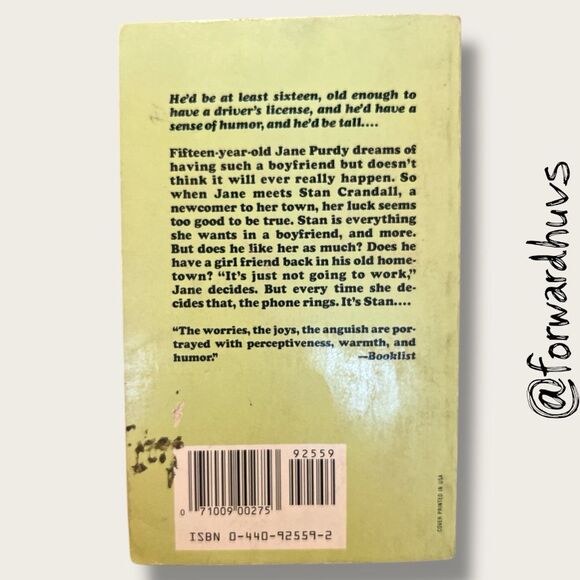 He'd be at least sixteen, old enough to
have a driver's license, and he'd have a
sense of humor, and he'd be tall....
Fifteen-year-old Jane Purdy dreams of
having such a boyfriend but doesn't
think it will ever really happen. So
when Jane meets Stan Crandall, a
newcomer to her town, her luck seems
too good to be true. Stan is everything
she wants in a boyfriend, and more.
But does he like her as much? Does he
have a girl friend back in his old home-
town? "It's just not going to work,"
Jane decides. But every time she de-
cides that, the phone rings. It's Stan....
"The worries, the joys, the anguish are por-
trayed with perceptiveness, warmth, and
humor."
—Booklist
92559
0 71009 00275
ISBN 0-440-92559-2
COVER PRINTED IN USA
@forwardhuvs